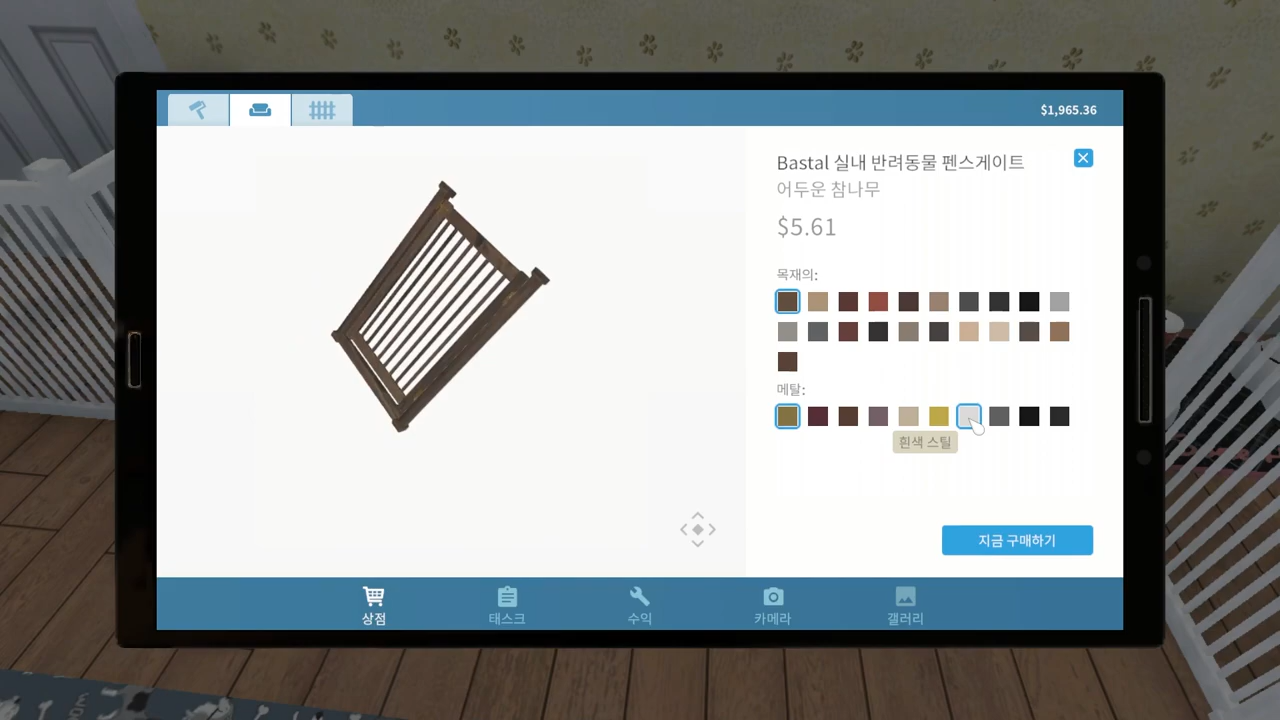 $1,965.36
Bastal 실내 반려동물 펜스게이트
어두운 참나무
$5.61
목재의:
메탈:
흰색 스틸
지금 구매하기
상점
태스크
수익
카메라
갤러리